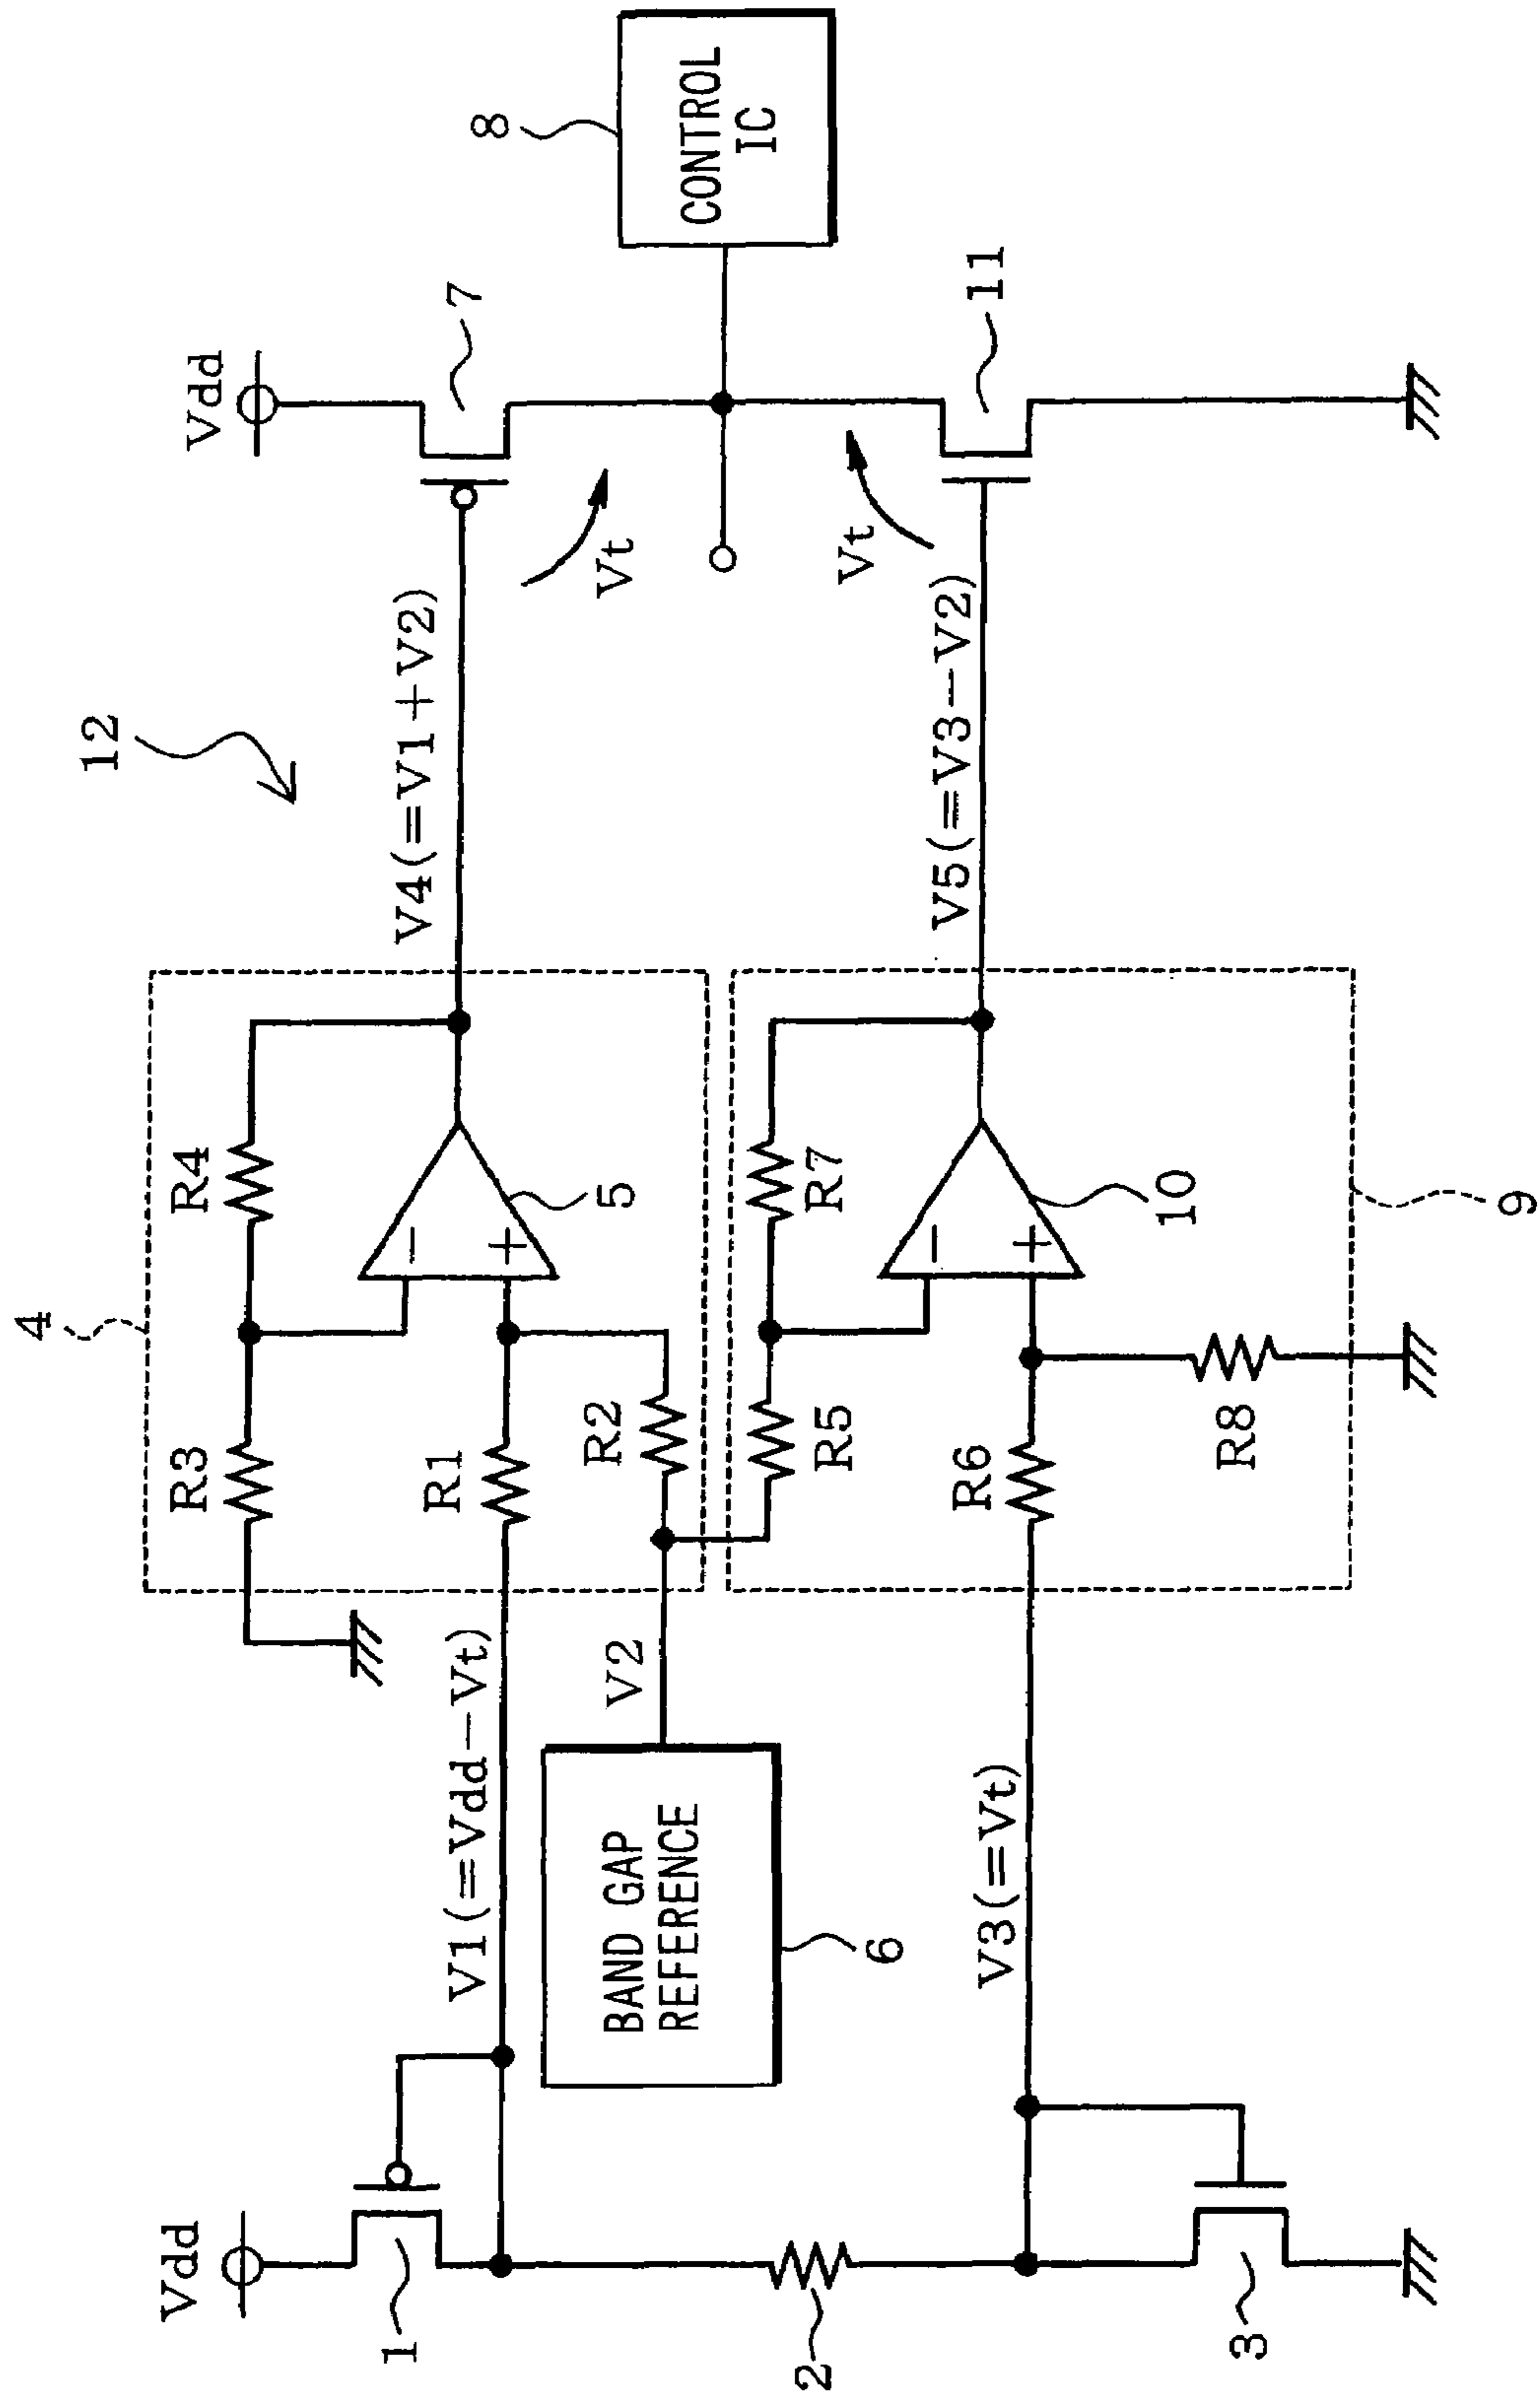 12
Vdd
1
2
3
V1(=Vdd-Vt)
BAND GAP
REFERENCE
6
V2
V3(=Vt)
4
R3
R4
R1
R2
5
R5
R7
R6
R8
10
9
V4(=V1+V2)
V5(=V3-V2)
Vdd
7
Vt
Vt
11
8
CONTROL
IC